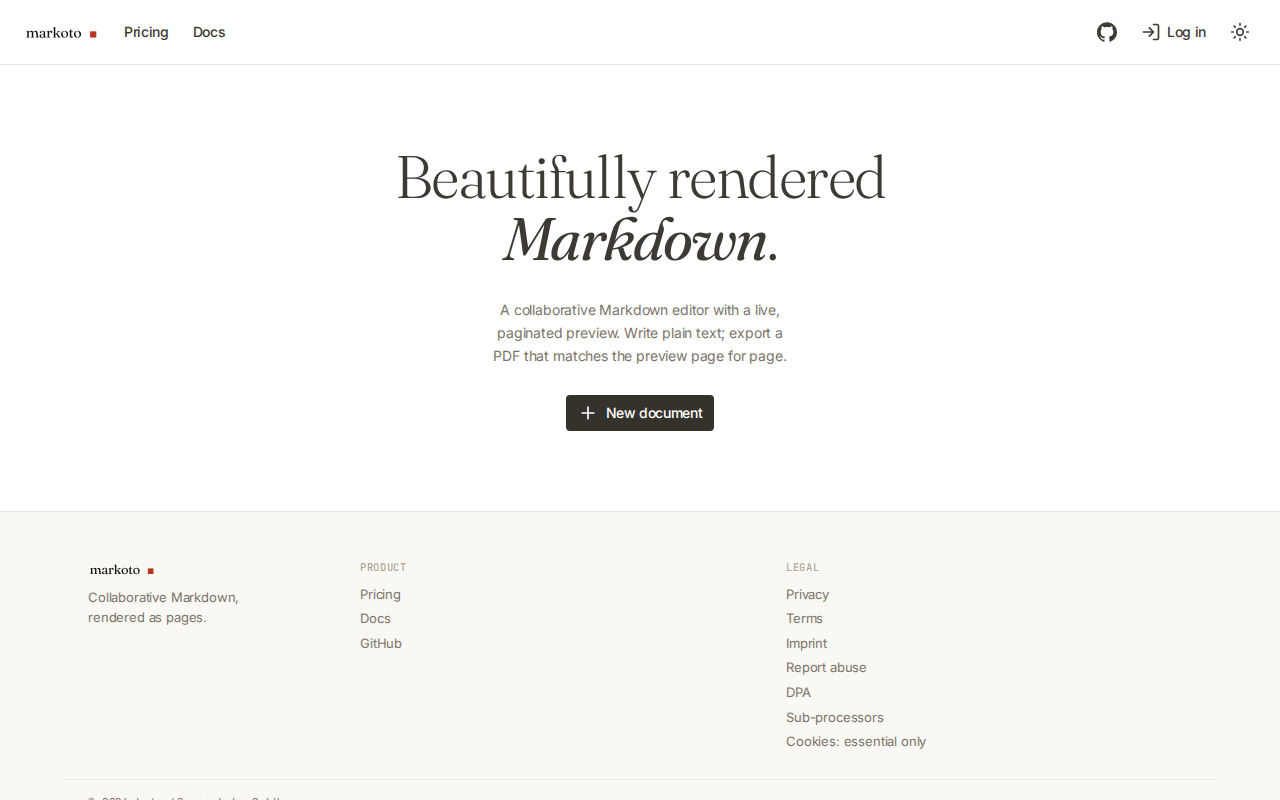 markoto Pricing Docs Log in
Beautifully rendered
Markdown.
A collaborative Markdown editor with a live,
paginated preview. Write plain text; export a
PDF that matches the preview page for page.
New document
markoto
Collaborative Markdown,
rendered as pages.
PRODUCT
Pricing
Docs
GitHub
LEGAL
Privacy
Terms
Imprint
Report abuse
DPA
Sub-processors
Cookies: essential only